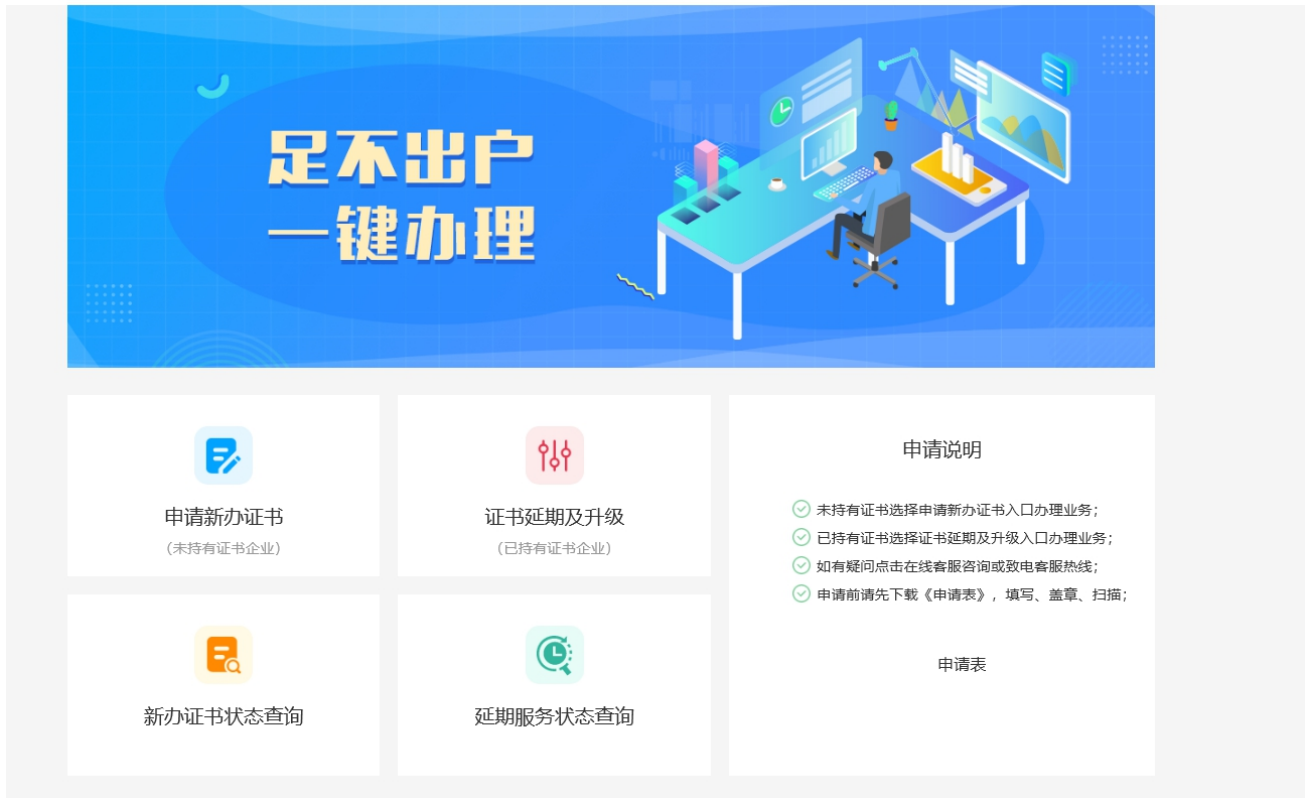 足不出户
一键办理
申请新办证书
（未持有证书企业）
证书延期及升级
（已持有证书企业）
新办证书状态查询
延期服务状态查询
申请说明
未持有证书选择申请新办证书入口办理业务；
已持有证书选择证书延期及升级入口办理业务；
如有疑问点击在线客服咨询或致电客服热线；
申请前请先下载《申请表》，填写、盖章、扫描；
申请表